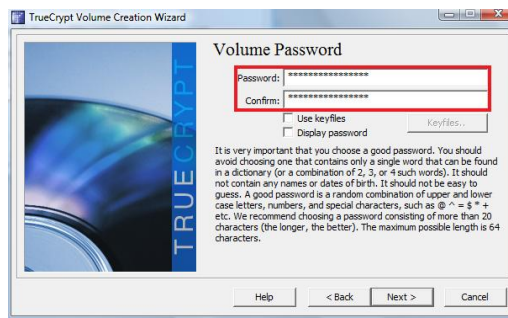 TrueCrypt Volume Creation Wizard
TRUECRYPT
Volume Password
Password: ****************
Confirm: ****************
Use keyfiles
Keyfiles..
Display password
It is very important that you choose a good password. You should
avoid choosing one that contains only a single word that can be found
in a dictionary (or a combination of 2, 3, or 4 such words). It should
not contain any names or dates of birth. It should not be easy to
guess. A good password is a random combination of upper and lower
case letters, numbers, and special characters, such as @ ^ = $ * +
etc. We recommend choosing a password consisting of more than 20
characters (the longer, the better). The maximum possible length is 64
characters.
Help
< Back
Next >
Cancel